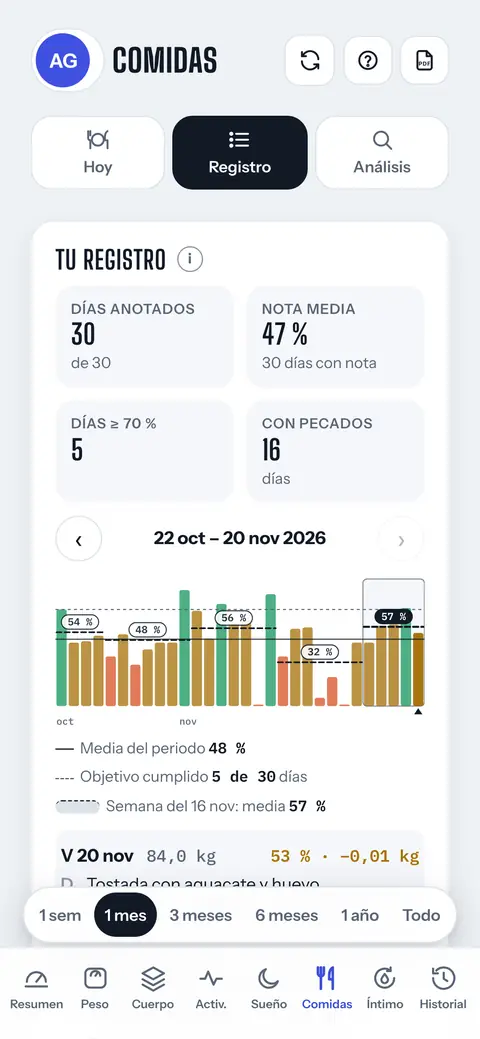 AG COMIDAS
PDF
Hoy Registro Análisis
TU REGISTRO i
DÍAS ANOTADOS
30
de 30
NOTA MEDIA
47 %
30 días con nota
DÍAS ≥ 70 %
5
CON PECADOS
16
días
‹ 22 oct – 20 nov 2026 ›
54 % 48 % 56 % 32 % 57 %
oct nov
Media del periodo 48 %
Objetivo cumplido 5 de 30 días
Semana del 16 nov: media 57 %
V 20 nov 84,0 kg 53 % · −0,01 kg
D Tostada con aguacate y huevo
1 sem 1 mes 3 meses 6 meses 1 año Todo
Resumen Peso Cuerpo Activ. Sueño Comidas Íntimo Historial